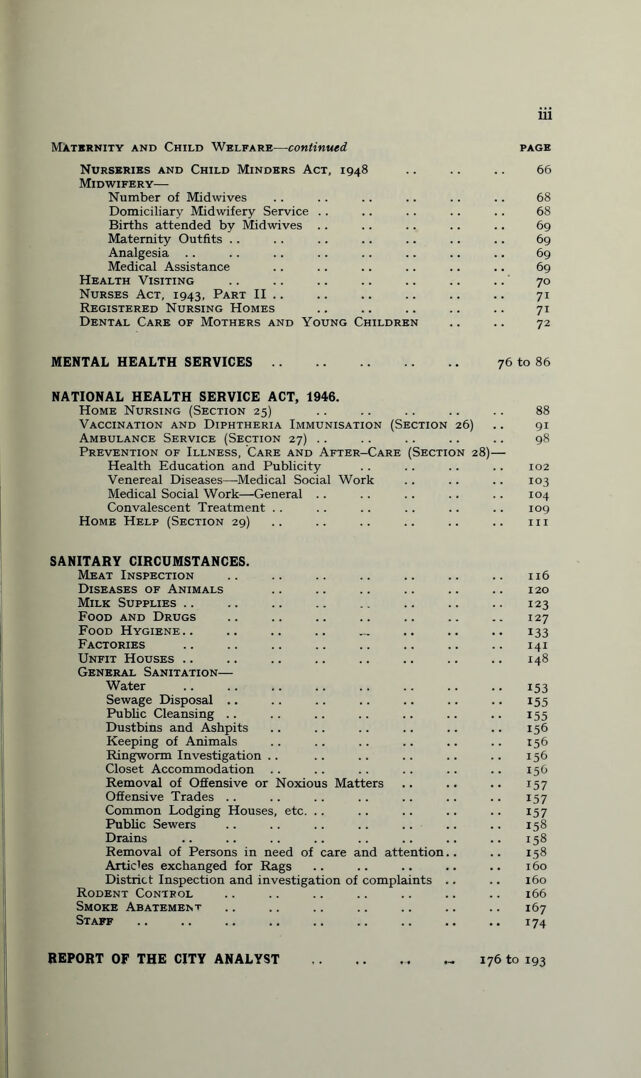 iii
MATERNITY AND CHILD WELFARE—continued PAGE
NURSERIES AND CHILD MINDERS ACT, 1948 .. .. .. 66
MIDWIFERY—
Number of Midwives .. .. .. .. .. .. 68
Domiciliary Midwifery Service .. .. .. .. .. 68
Births attended by Midwives .. .. .. .. .. 69
Maternity Outfits .. .. .. .. .. .. .. 69
Analgesia .. .. .. .. .. .. .. .. 69
Medical Assistance .. .. .. .. .. .. 69
HEALTH VISITING .. .. .. .. .. .. .. 70
NURSES ACT, 1943, PART II .. .. .. .. .. .. 71
REGISTERED NURSING HOMES .. .. .. .. .. 71
DENTAL CARE OF MOTHERS AND YOUNG CHILDREN .. .. 72
MENTAL HEALTH SERVICES .. .. .. .. .. 76 to 86
NATIONAL HEALTH SERVICE ACT, 1946.
HOME NURSING (SECTION 25) .. .. .. .. .. 88
VACCINATION AND DIPHTHERIA IMMUNISATION (SECTION 26) .. 91
AMBULANCE SERVICE (SECTION 27) .. .. .. .. .. 98
PREVENTION OF ILLNESS, CARE AND AFTER-CARE (SECTION 28)—
Health Education and Publicity .. .. .. .. 102
Venereal Diseases—Medical Social Work .. .. .. 103
Medical Social Work—General .. .. .. .. .. 104
Convalescent Treatment .. .. .. .. .. .. 109
HOME HELP (SECTION 29) .. .. .. .. .. .. 111
SANITARY CIRCUMSTANCES.
MEAT INSPECTION .. .. .. .. .. .. .. 116
DISEASES OF ANIMALS .. .. .. .. .. .. 120
MILK SUPPLIES .. .. .. .. .. .. .. .. 123
FOOD AND DRUGS .. .. .. .. .. .. .. 127
FOOD HYGIENE .. .. .. .. .. .. .. .. 133
FACTORIES .. .. .. .. .. .. .. .. 141
UNFIT HOUSES .. .. .. .. .. .. .. .. 148
GENERAL SANITATION—
Water .. .. .. .. .. .. .. .. 153
Sewage Disposal .. .. .. .. .. .. .. 155
Public Cleansing .. .. .. .. .. .. .. 155
Dustbins and Ashpits .. .. .. .. .. .. 156
Keeping of Animals .. .. .. .. .. .. 156
Ringworm Investigation .. .. .. .. .. .. 156
Closet Accommodation .. .. .. .. .. .. 156
Removal of Offensive or Noxious Matters .. .. .. 157
Offensive Trades .. .. .. .. .. .. .. 157
Common Lodging Houses, etc. .. .. .. .. .. 157
Public Sewers .. .. .. .. .. .. .. 158
Drains .. .. .. .. .. .. .. .. 158
Removal of Persons in need of care and attention .. .. 158
Articles exchanged for Rags .. .. .. .. .. 160
District Inspection and investigation of complaints .. .. 160
RODENT CONTROL .. .. .. .. .. .. .. 166
SMOKE ABATEMENT .. .. .. .. .. .. .. 167
STAFF .. .. .. .. .. .. .. .. .. 174
REPORT OF THE CITY ANALYST .. .. .. .. 176 to 193